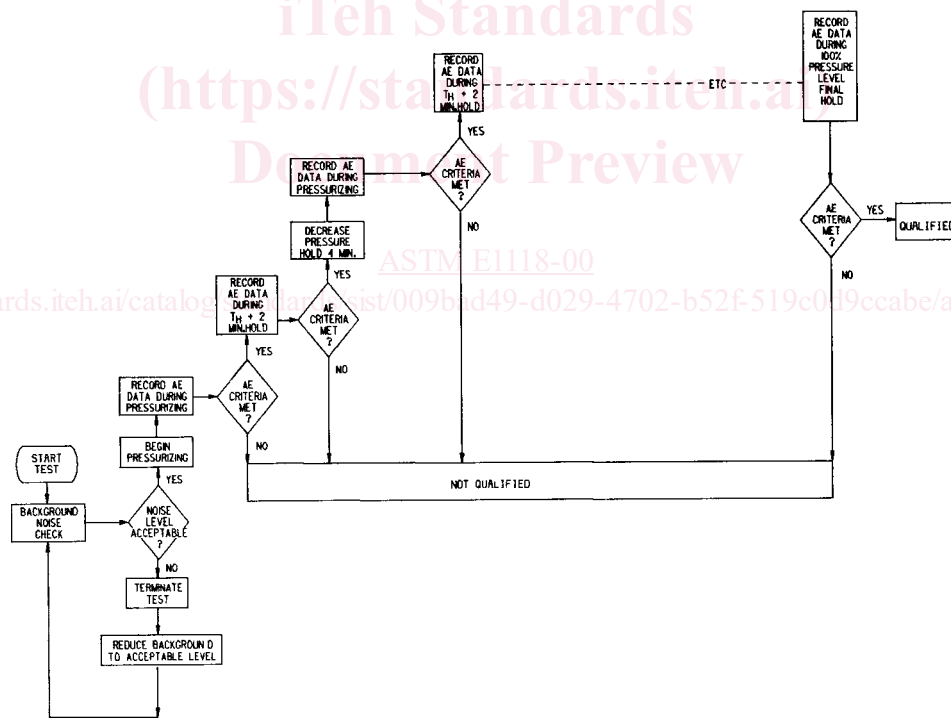 iTeh Standards
(https://standards.iteh.ai)
Document Preview
ASTM E1118-00
rds.iteh.ai/catalog/standards/sist/009bad49-d029-4702-b52f-519c0d9ccabe/a
START
TEST
BACKGROUND
NOISE
CHECK
NOISE
LEVEL
ACCEPTABLE
?
YES
NO
TERMINATE
TEST
REDUCE BACKGROUND
TO ACCEPTABLE LEVEL
BEGIN
PRESSURIZING
RECORD AE
DATA DURING
PRESSURIZING
AE
CRITERIA
MET
?
YES
NO
RECORD
AE DATA
DURING
TH + 2
MIN.HOLD
AE
CRITERIA
MET
?
YES
NO
DECREASE
PRESSURE
HOLD 4 MIN.
RECORD AE
DATA DURING
PRESSURIZING
AE
CRITERIA
MET
?
YES
NO
RECORD
AE DATA
DURING
TH + 2
MIN.HOLD
ETC
RECORD
AE DATA
DURING
100%
PRESSURE
LEVEL
FINAL
HOLD
AE
CRITERIA
MET
?
YES
NO
QUALIFIED
NOT QUALIFIED